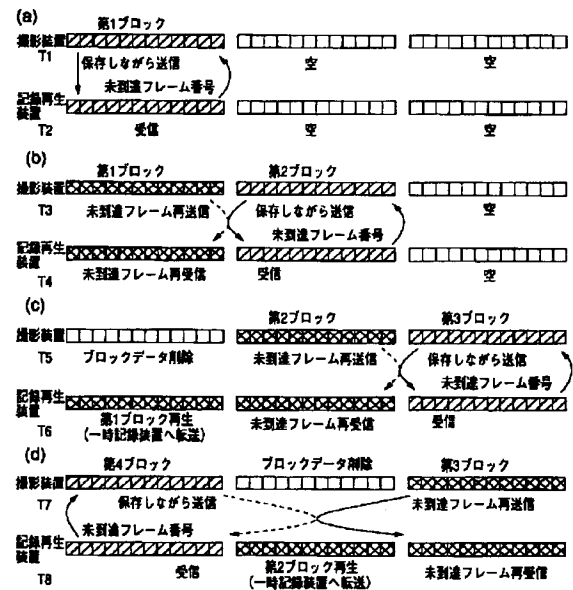 (a)
第1ブロック
撮影装置
T1
保存しながら送信
空
空
未到達フレーム番号
記録再生
装置
T2
受信
空
空
(b)
第1ブロック
第2ブロック
撮影装置
T3
未到達フレーム再送信
保存しながら送信
空
未到達フレーム番号
記録再生
装置
T4
未到達フレーム再受信
受信
空
(c)
第2ブロック
第3ブロック
撮影装置
T5
ブロックデータ削除
未到達フレーム再送信
保存しながら送信
未到達フレーム番号
記録再生
装置
T6
第1ブロック再生
(一時記録装置へ転送)
未到達フレーム再受信
受信
(d)
第4ブロック
ブロックデータ削除
第3ブロック
撮影装置
T7
保存しながら送信
未到達フレーム再送信
未到達フレーム番号
記録再生
装置
T8
受信
第2ブロック再生
(一時記録装置へ転送)
未到達フレーム再受信